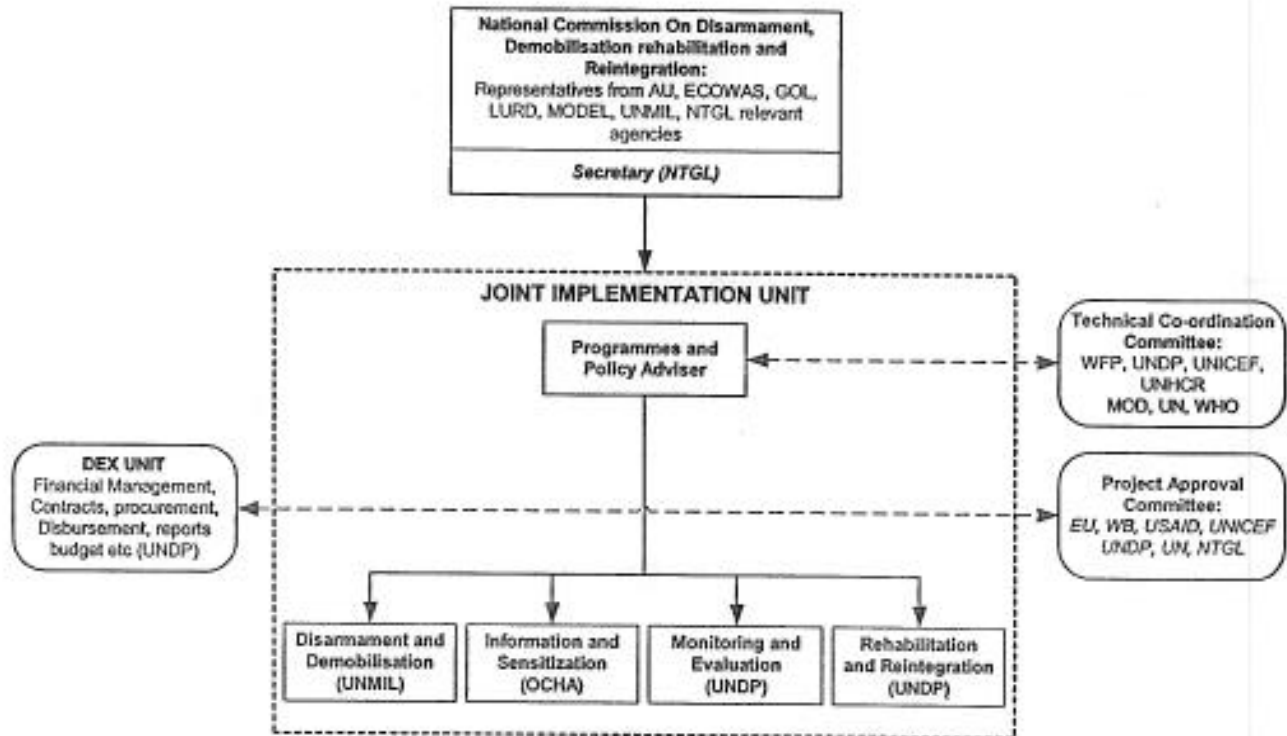 National Commission On Disarmament,
Demobilisation rehabilitation and
Reintegration:
Representatives from AU, ECOWAS, GOL,
LURD, MODEL, UNMIL, NTGL relevant
agencies
Secretary (NTGL)
JOINT IMPLEMENTATION UNIT
Programmes and
Policy Adviser
Technical Co-ordination
Committee:
WFP, UNDP, UNICEF,
UNHCR
MOD, UN, WHO
DEX UNIT
Financial Management,
Contracts, procurement,
Disbursement, reports
budget etc (UNDP)
Project Approval
Committee:
EU, WB, USAID, UNICEF
UNDP, UN, NTGL
Disarmament and
Demobilisation
(UNMIL)
Information and
Sensitization
(OCHA)
Monitoring and
Evaluation
(UNDP)
Rehabilitation
and Reintegration
(UNDP)